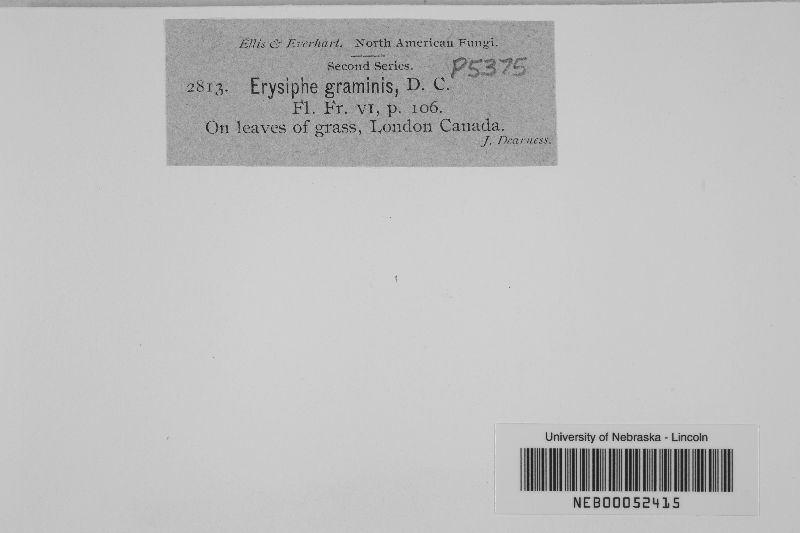 Ellis & Everhart. North American Fungi.
Second Series.
P5375
2813. Erysiphe graminis, D. C.
Fl. Fr. VI, p. 106.
On leaves of grass, London Canada.
J. Dearness.
University of Nebraska - Lincoln
NEB00052415